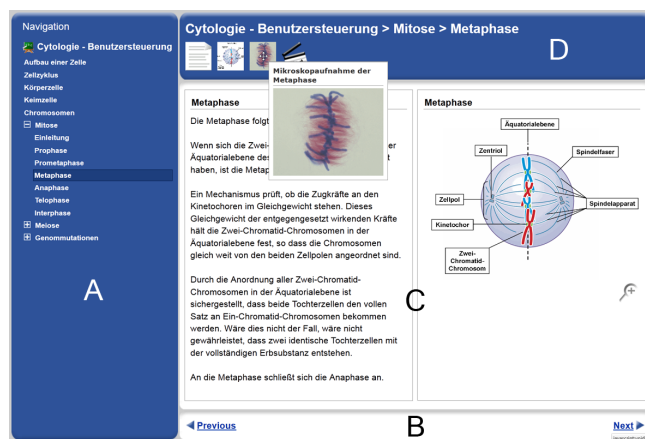 Navigation
Cytologie - Benutzersteuerung
Aufbau einer Zelle
Zellzyklus
Körperzelle
Keimzelle
Chromosomen
Mitose
Einleitung
Prophase
Prometaphase
Metaphase
Anaphase
Telophase
Interphase
Meiose
Genommutationen
A
Cytologie - Benutzersteuerung > Mitose > Metaphase
D
Mikroskopaufnahme der
Metaphase
Metaphase
Die Metaphase folgt
Wenn sich die Zwei-
er
Äquatorialebene des
t
haben, ist die Metap
Ein Mechanismus prüft, ob die Zugkräfte an den
Kinetochoren im Gleichgewicht stehen. Dieses
Gleichgewicht der entgegengesetzt wirkenden Kräfte
hält die Zwei-Chromatid-Chromosomen in der
Äquatorialebene fest, so dass die Chromosomen
gleich weit von den beiden Zellpolen angeordnet sind.
Durch die Anordnung aller Zwei-Chromatid-
Chromosomen in der Äquatorialebene ist
sichergestellt, dass beide Tochterzellen den vollen
Satz an Ein-Chromatid-Chromosomen bekommen
werden. Wäre dies nicht der Fall, wäre nicht
gewährleistet, dass zwei identische Tochterzellen mit
der vollständigen Erbsubstanz entstehen.
An die Metaphase schließt sich die Anaphase an.
C
Metaphase
Äquatorialebene
Zentriol
Spindelfaser
Zellpol
Spindelapparat
Kinetochor
Zwei-
Chromatid-
Chromosom
Previous
B
Next